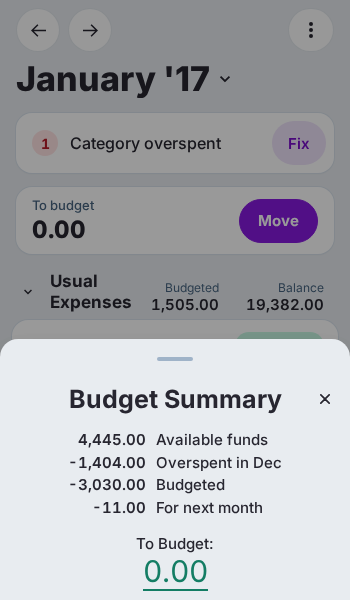 January '17
1 Category overspent Fix
To budget
0.00
Move
Usual
Expenses
Budgeted
1,505.00
Balance
19,382.00
Budget Summary
4,445.00 Available funds
-1,404.00 Overspent in Dec
-3,030.00 Budgeted
-11.00 For next month
To Budget:
0.00